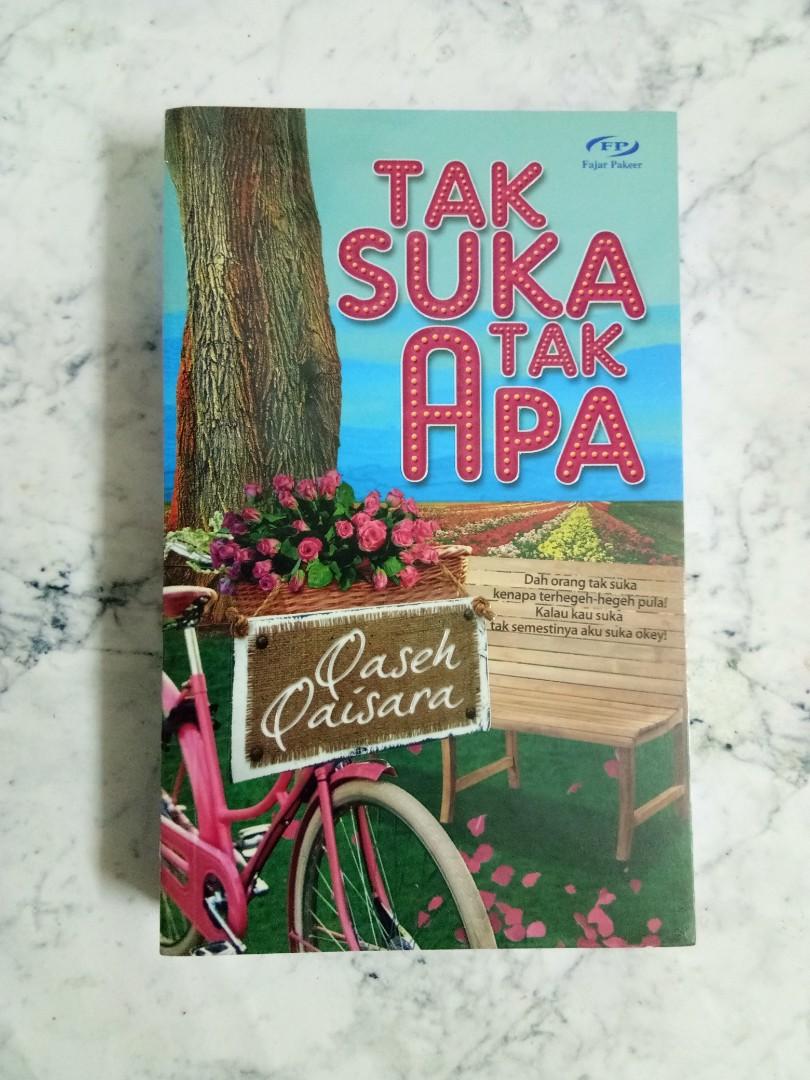 FP
Fajar Pakeer
TAK
SUKA
TAK
APA
Dah orang tak suka
kenapa terhegeh-hegeh pula!
Kalau kau suka
tak semestinya aku suka okey!
Qaseh
Qaisara